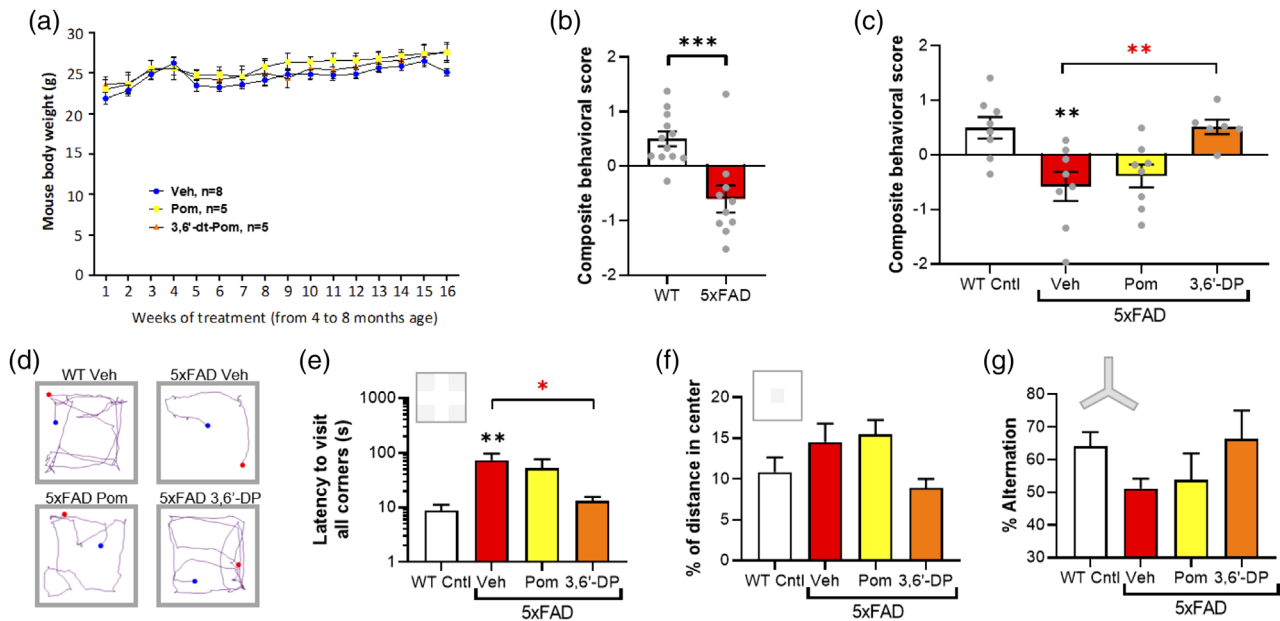 (a)
Mouse body weight (g)
35
30
25
20
15
10
5
0
Veh, n=8
Pom, n=5
3,6'-dt-Pom, n=5
1 2 3 4 5 6 7 8 9 10 11 12 13 14 15 16
Weeks of treatment (from 4 to 8 months age)
(b)
Composite behavioral score
2
1
0
-1
-2
***
WT 5xFAD
(c)
Composite behavioral score
2
1
0
-1
-2
**
**
WT Cntl Veh Pom 3,6'-DP
5xFAD
(d)
WT Veh 5xFAD Veh
5xFAD Pom 5xFAD 3,6'-DP
(e)
Latency to visit
all corners (s)
1000
100
10
1
*
**
WT Cntl Veh Pom 3,6'-DP
5xFAD
(f)
% of distance in center
20
15
10
5
0
WT Cntl Veh Pom 3,6'-DP
5xFAD
(g)
% Alternation
80
70
60
50
40
30
WT Cntl Veh Pom 3,6'-DP
5xFAD